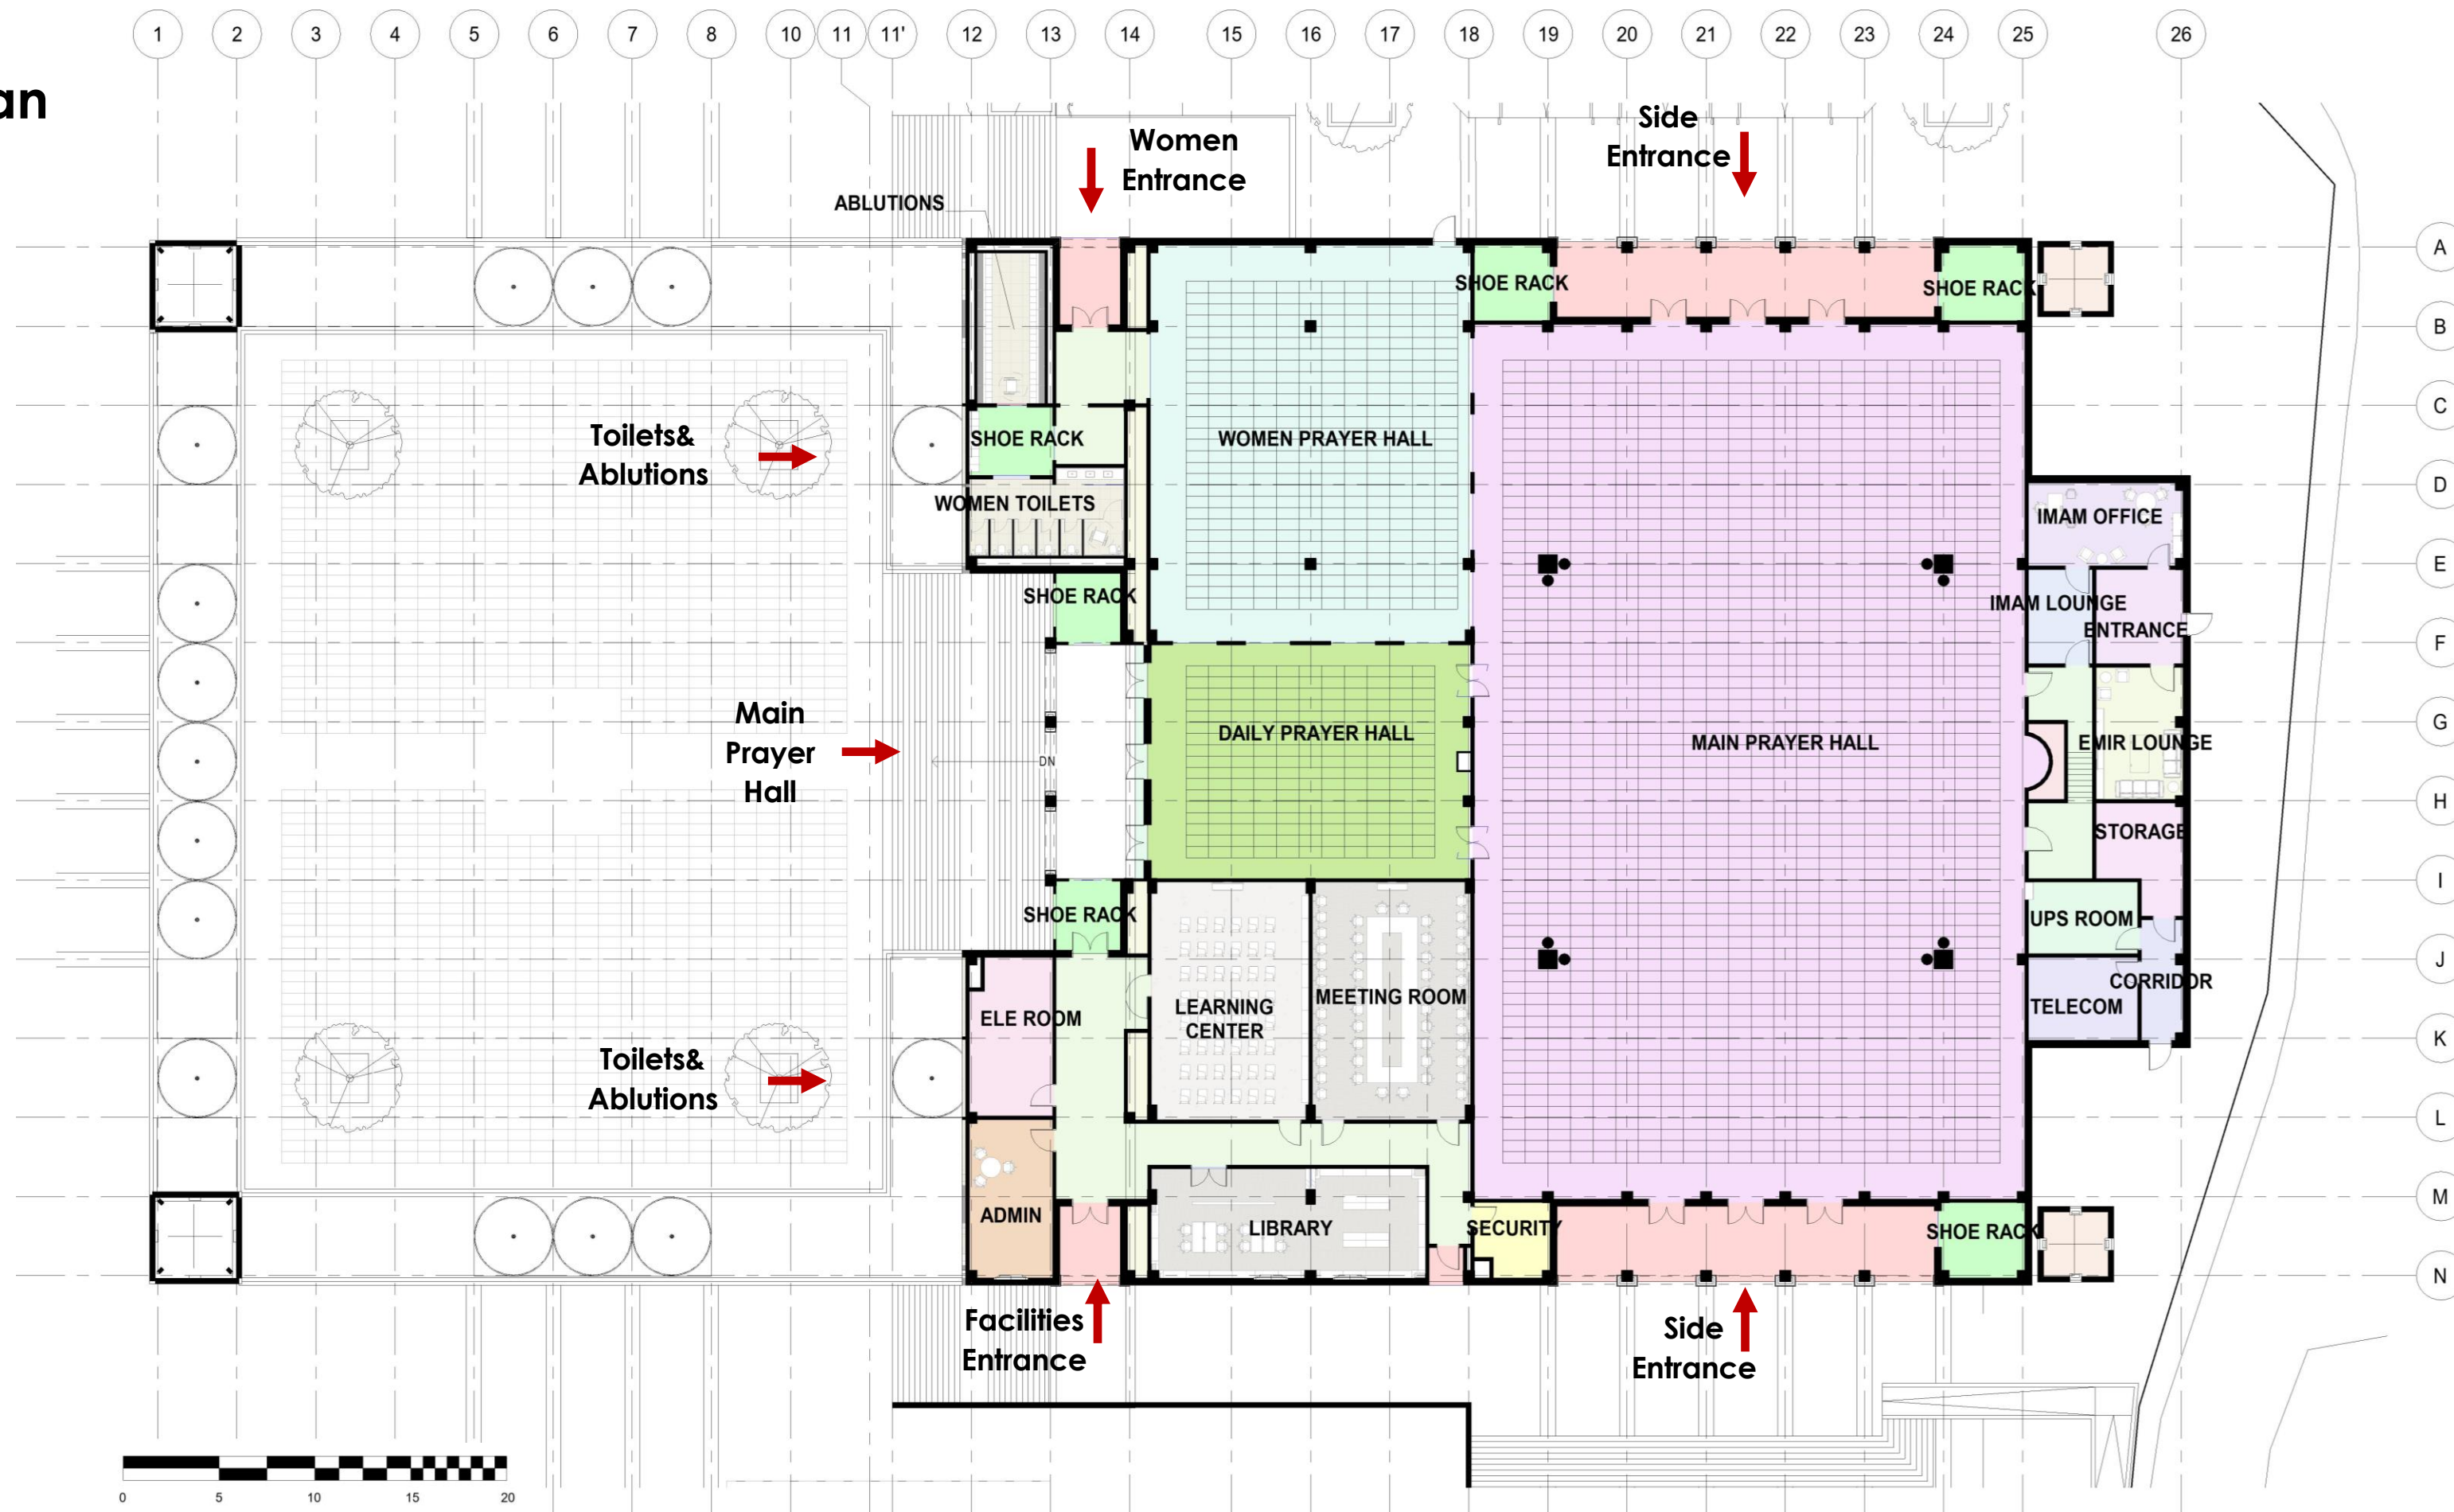 1 2 3 4 5 6 7 8 10 11 11' 12 13 14 15 16 17 18 19 20 21 22 23 24 25 26
Women
Entrance
Side
Entrance
ABLUTIONS
A
SHOE RACK
SHOE RACK
B
C
Toilets&
Ablutions
SHOE RACK
WOMEN PRAYER HALL
D
WOMEN TOILETS
IMAM OFFICE
E
SHOE RACK
IMAM LOUNGE
ENTRANCE
F
Main
Prayer
Hall
G
DAILY PRAYER HALL
MAIN PRAYER HALL
EMIR LOUNGE
DN
H
STORAGE
I
SHOE RACK
UPS ROOM
J
CORRIDOR
MEETING ROOM
LEARNING
CENTER
TELECOM
ELE ROOM
K
Toilets&
Ablutions
L
M
ADMIN
LIBRARY
SECURITY
SHOE RACK
N
Facilities
Entrance
Side
Entrance
0 5 10 15 20